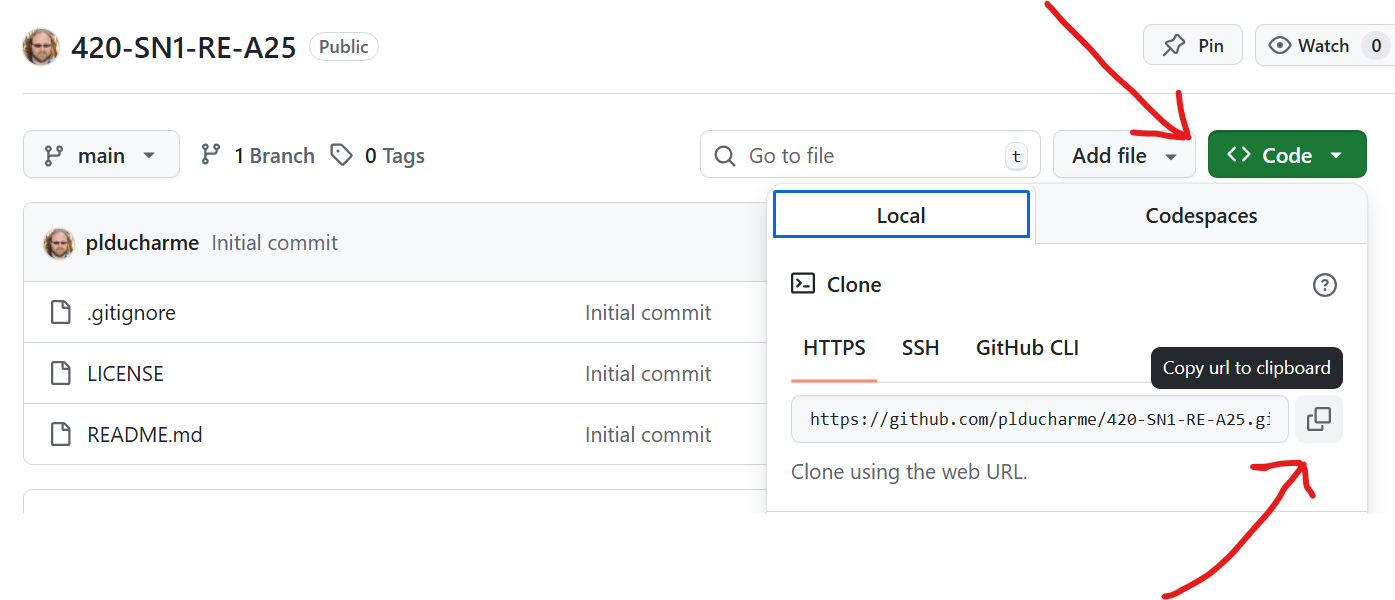 420-SN1-RE-A25 Public Pin Watch 0
main 1 Branch 0 Tags Go to file t Add file <> Code
Local Codespaces
plducharme Initial commit
Clone
.gitignore Initial commit
HTTPS SSH GitHub CLI
Copy url to clipboard
LICENSE Initial commit
https://github.com/plducharme/420-SN1-RE-A25.gi
README.md Initial commit
Clone using the web URL.